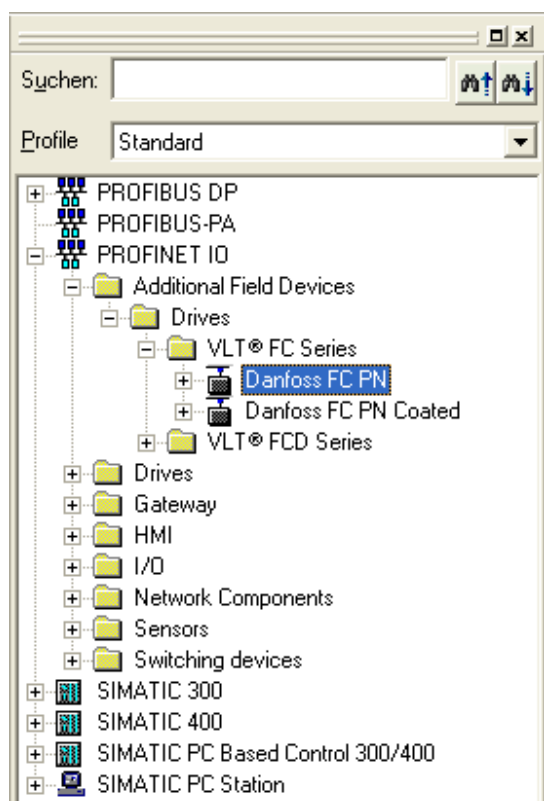 Suchen:
Profile Standard
PROFIBUS DP
PROFIBUS-PA
PROFINET IO
Additional Field Devices
Drives
VLT® FC Series
Danfoss FC PN
Danfoss FC PN Coated
VLT® FCD Series
Drives
Gateway
HMI
I/O
Network Components
Sensors
Switching devices
SIMATIC 300
SIMATIC 400
SIMATIC PC Based Control 300/400
SIMATIC PC Station